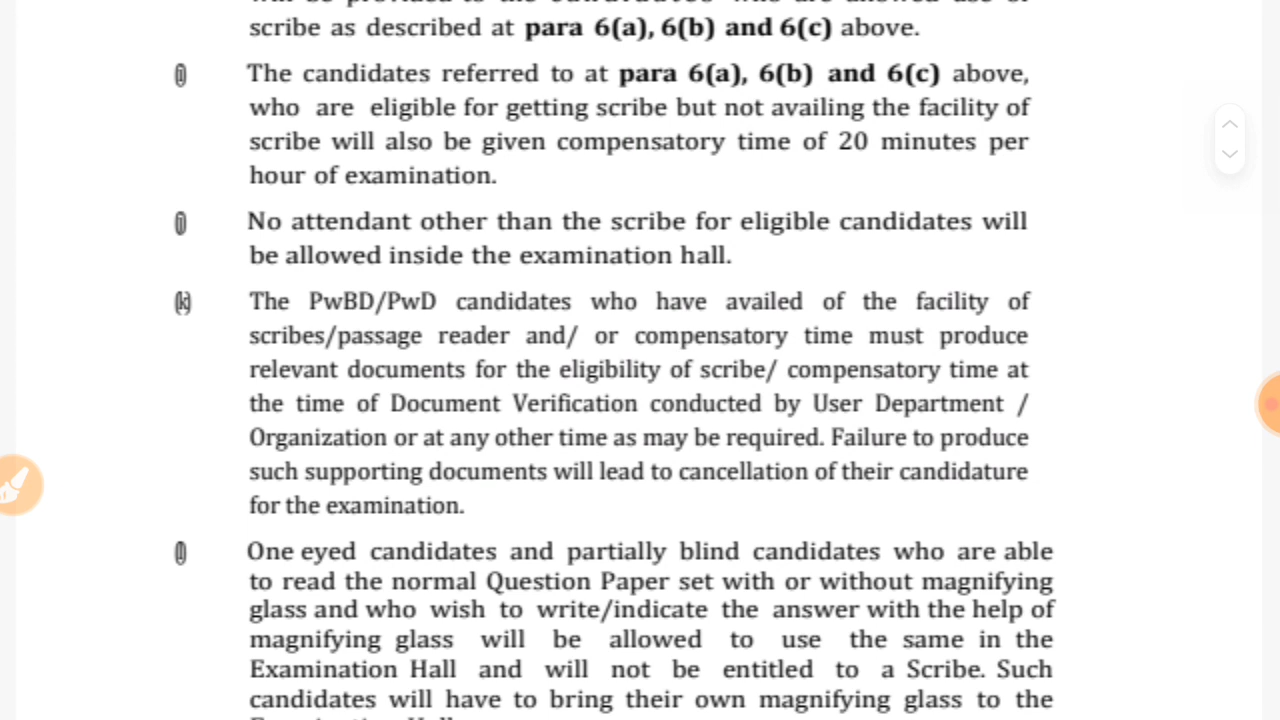 scribe as described at para 6(a), 6(b) and 6(c) above.
(i) The candidates referred to at para 6(a), 6(b) and 6(c) above,
who are eligible for getting scribe but not availing the facility of
scribe will also be given compensatory time of 20 minutes per
hour of examination.
(j) No attendant other than the scribe for eligible candidates will
be allowed inside the examination hall.
(k) The PwBD/PwD candidates who have availed of the facility of
scribes/passage reader and/ or compensatory time must produce
relevant documents for the eligibility of scribe/ compensatory time at
the time of Document Verification conducted by User Department /
Organization or at any other time as may be required. Failure to produce
such supporting documents will lead to cancellation of their candidature
for the examination.
(l) One eyed candidates and partially blind candidates who are able
to read the normal Question Paper set with or without magnifying
glass and who wish to write/indicate the answer with the help of
magnifying glass will be allowed to use the same in the
Examination Hall and will not be entitled to a Scribe. Such
candidates will have to bring their own magnifying glass to the